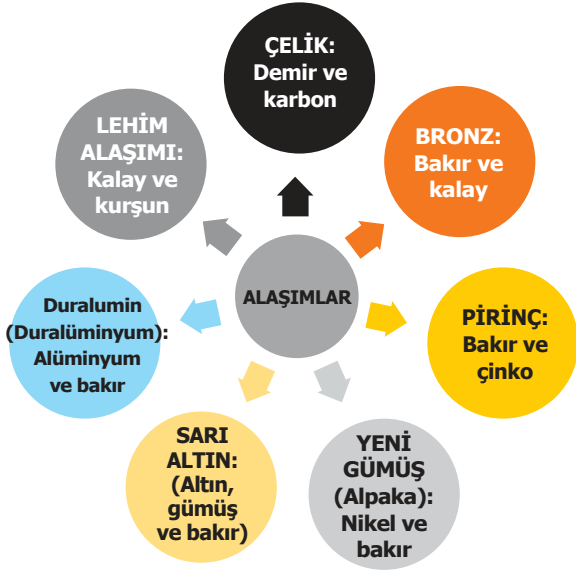 ÇELİK:
Demir ve
karbon
BRONZ:
Bakır ve
kalay
PİRİNÇ:
Bakır ve
çinko
YENİ
GÜMÜŞ
(Alpaka):
Nikel ve
bakır
SARI
ALTIN:
(Altın,
gümüş
ve bakır)
Duralumin
(Duralüminyum):
Alüminyum
ve bakır
LEHİM
ALAŞIMI:
Kalay ve
kurşun
ALAŞIMLAR